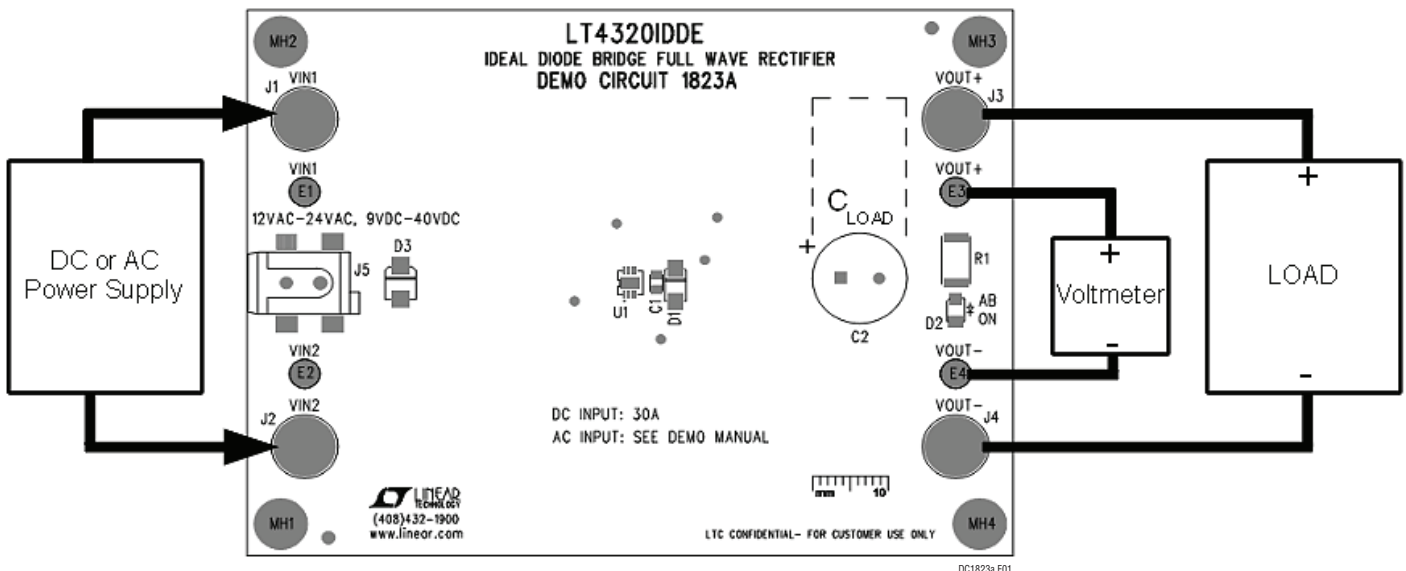 LT4320IDDE
IDEAL DIODE BRIDGE FULL WAVE RECTIFIER
DEMO CIRCUIT 1823A
MH2
MH3
J1
VIN1
VOUT+
J3
VIN1
E1
VOUT+
E3
12VAC-24VAC, 9VDC-40VDC
DC or AC
Power Supply
J5
D3
U1
C1
D1
+
CLOAD
C2
R1
D2
AB
ON
+
Voltmeter
-
+
LOAD
-
VIN2
E2
VOUT-
E4
J2
VIN2
VOUT-
J4
DC INPUT: 30A
AC INPUT: SEE DEMO MANUAL
LINEAR
TECHNOLOGY
(408)432-1900
www.linear.com
mm 10
MH1
MH4
LTC CONFIDENTIAL- FOR CUSTOMER USE ONLY
DC1823a F01